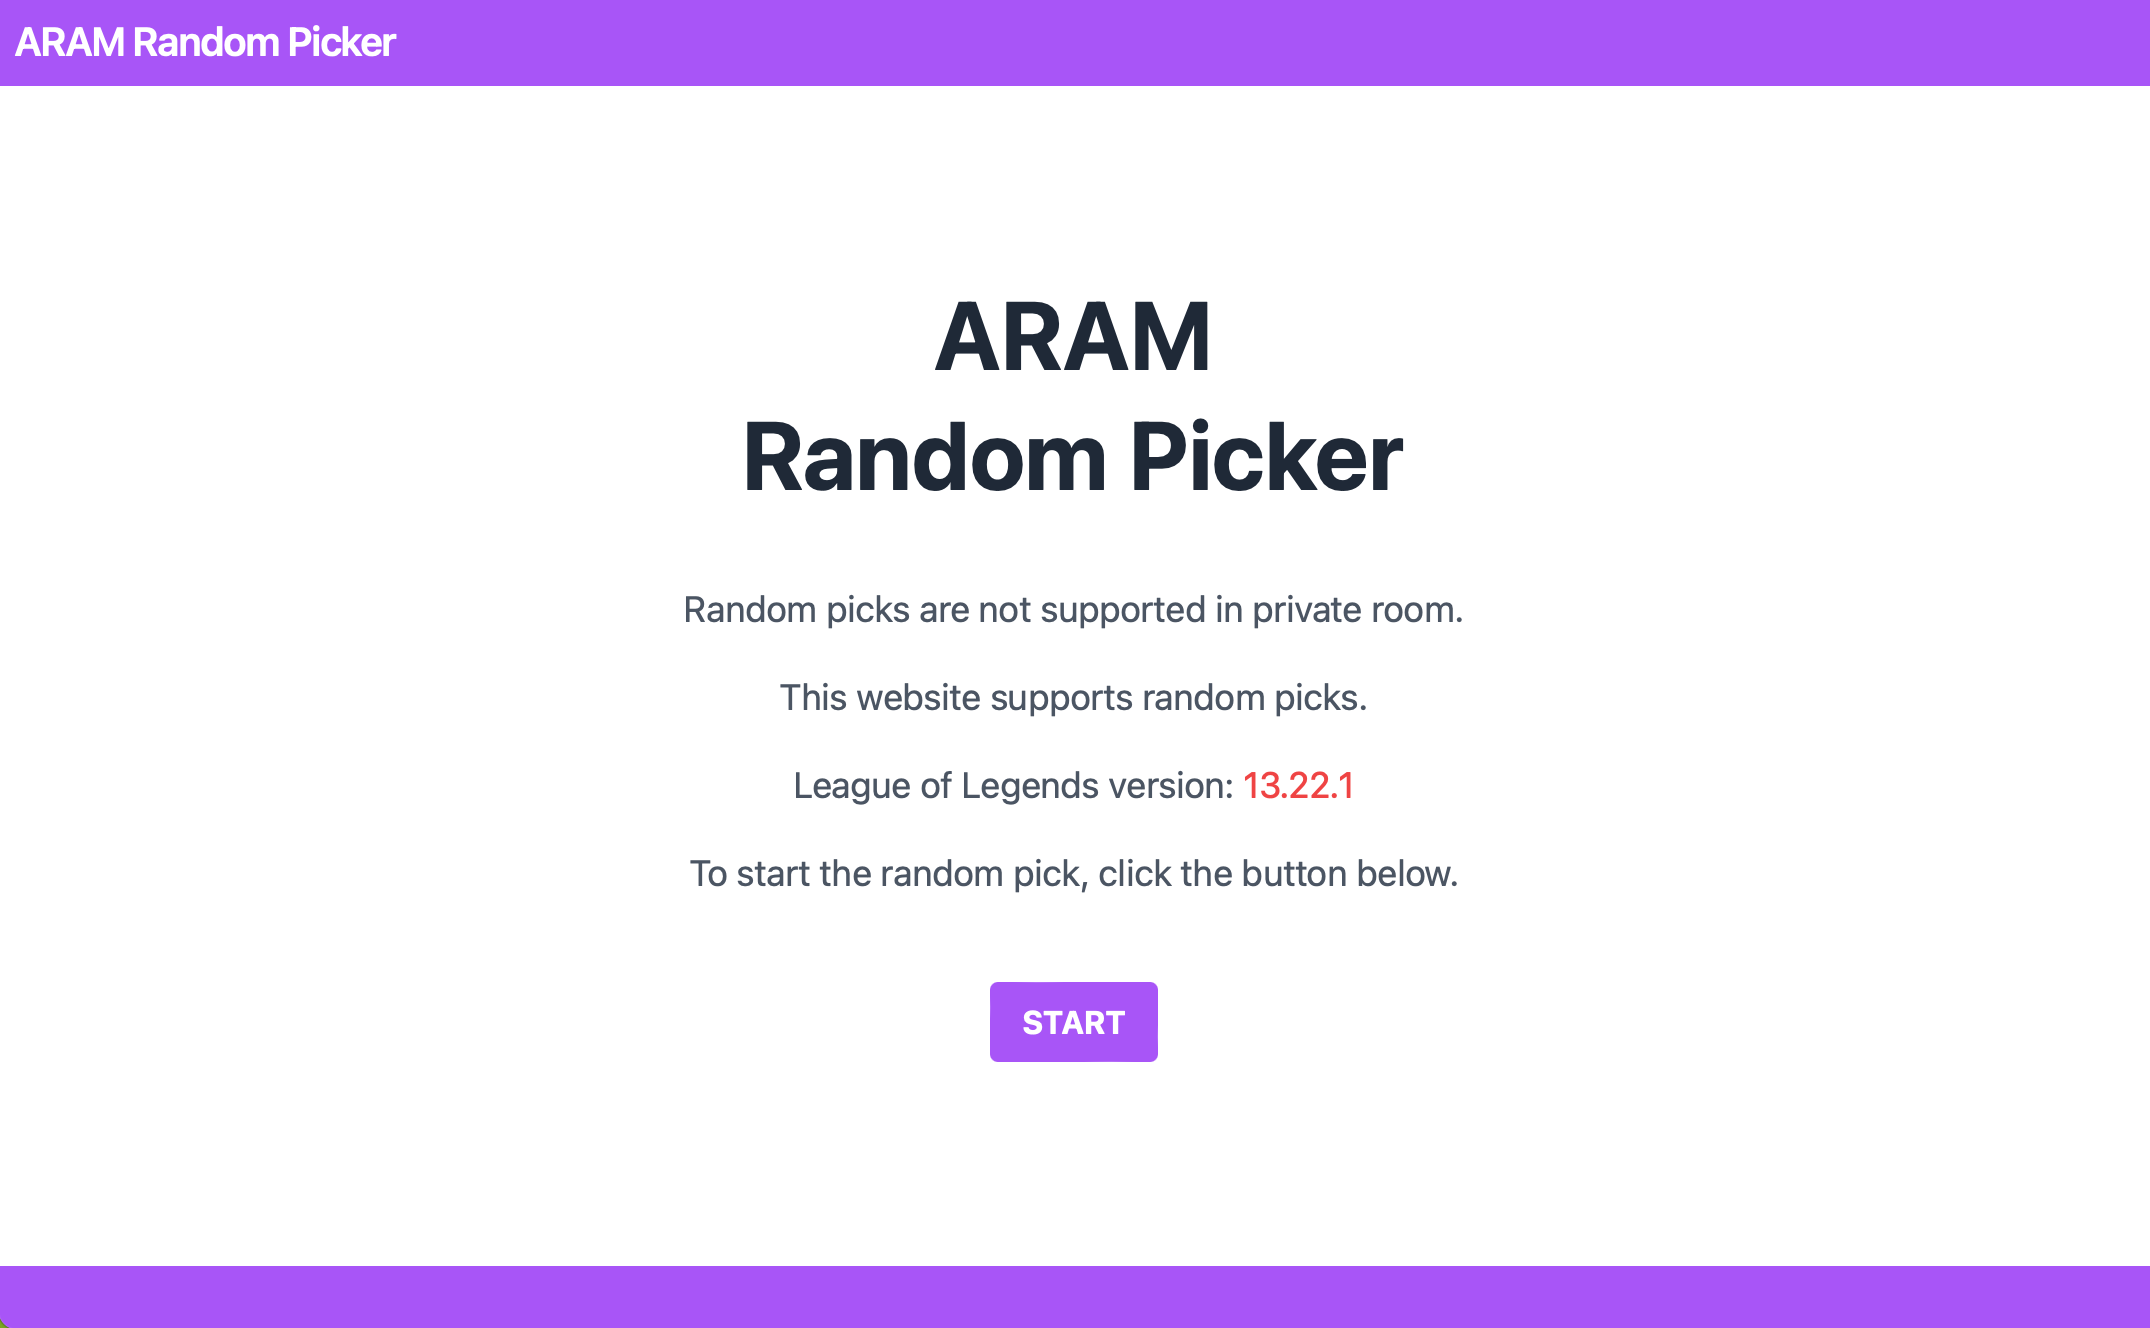 ARAM Random Picker
ARAM
Random Picker
Random picks are not supported in private room.
This website supports random picks.
League of Legends version: 13.22.1
To start the random pick, click the button below.
START